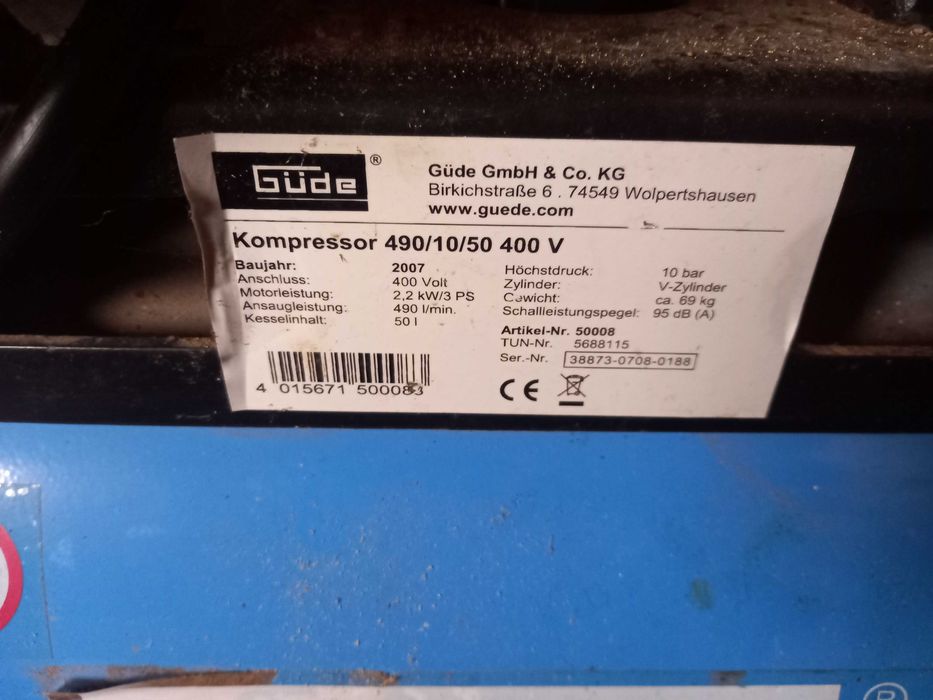 Güde ®
Güde GmbH & Co. KG
Birkichstraße 6 . 74549 Wolpertshausen
www.guede.com
Kompressor 490/10/50 400 V
Baujahr: 2007
Anschluss: 400 Volt
Motorleistung: 2,2 kW/3 PS
Ansaugleistung: 490 l/min.
Kesselinhalt: 50 l
Höchstdruck: 10 bar
Zylinder: V-Zylinder
Gewicht: ca. 69 kg
Schallleistungspegel: 95 dB (A)
Artikel-Nr. 50008
TUN-Nr. 5688115
Ser.-Nr. 38873-0708-0188
4 015671 500083
CE
®